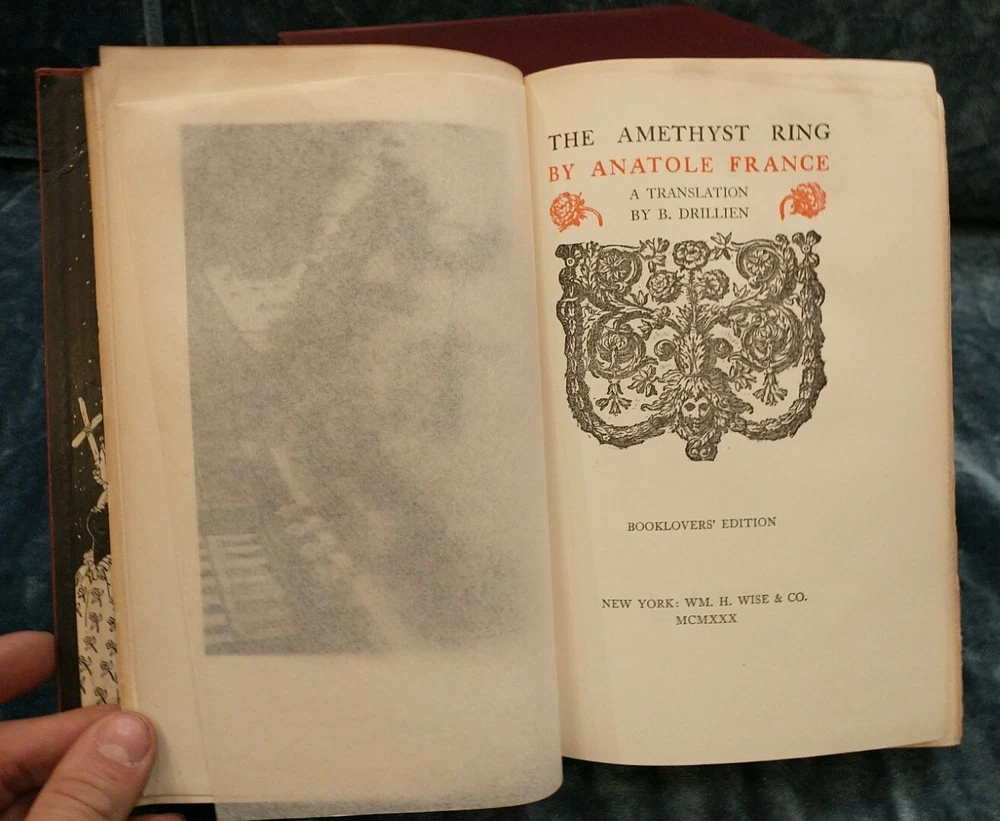 THE AMETHYST RING
BY ANATOLE FRANCE
A TRANSLATION
BY B. DRILLIEN
BOOKLOVERS' EDITION
NEW YORK: WM. H. WISE & CO.
MCMXXX